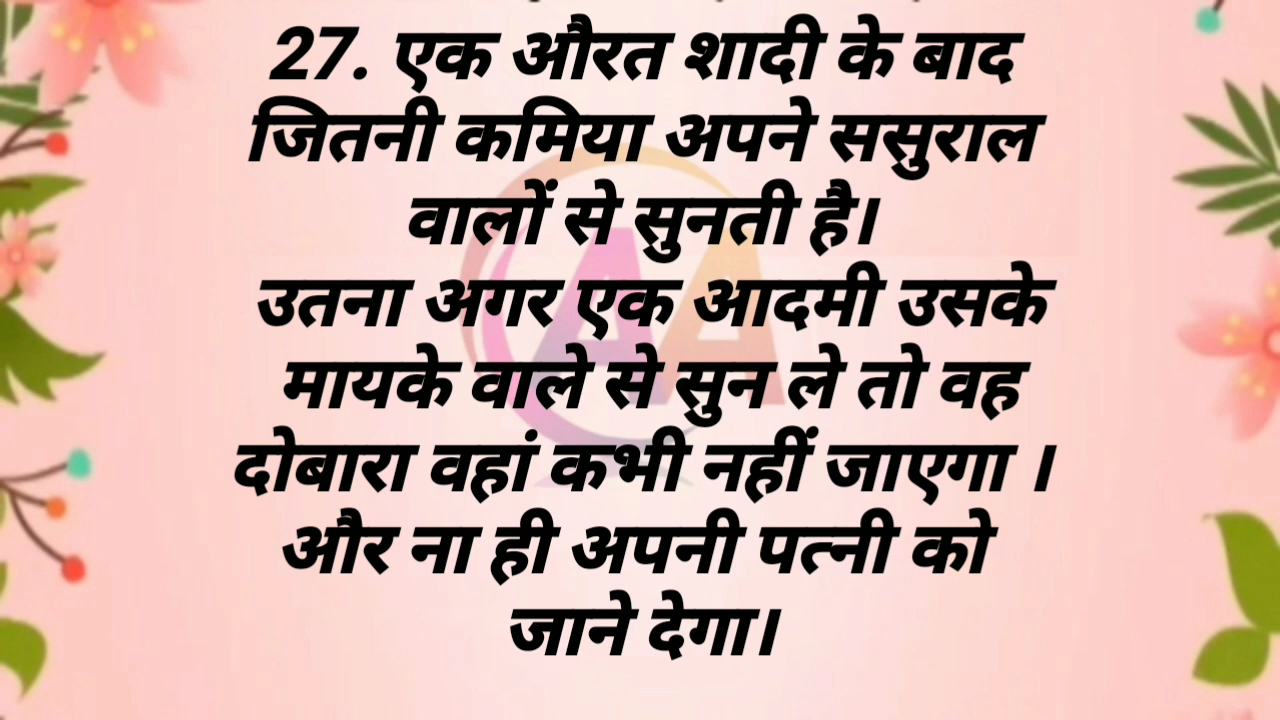 27. एक औरत शादी के बाद
जितनी कमिया अपने ससुराल
वालों से सुनती है।
उतना अगर एक आदमी उसके
मायके वाले से सुन ले तो वह
दोबारा वहां कभी नहीं जाएगा ।
और ना ही अपनी पत्नी को
जाने देगा।
AA